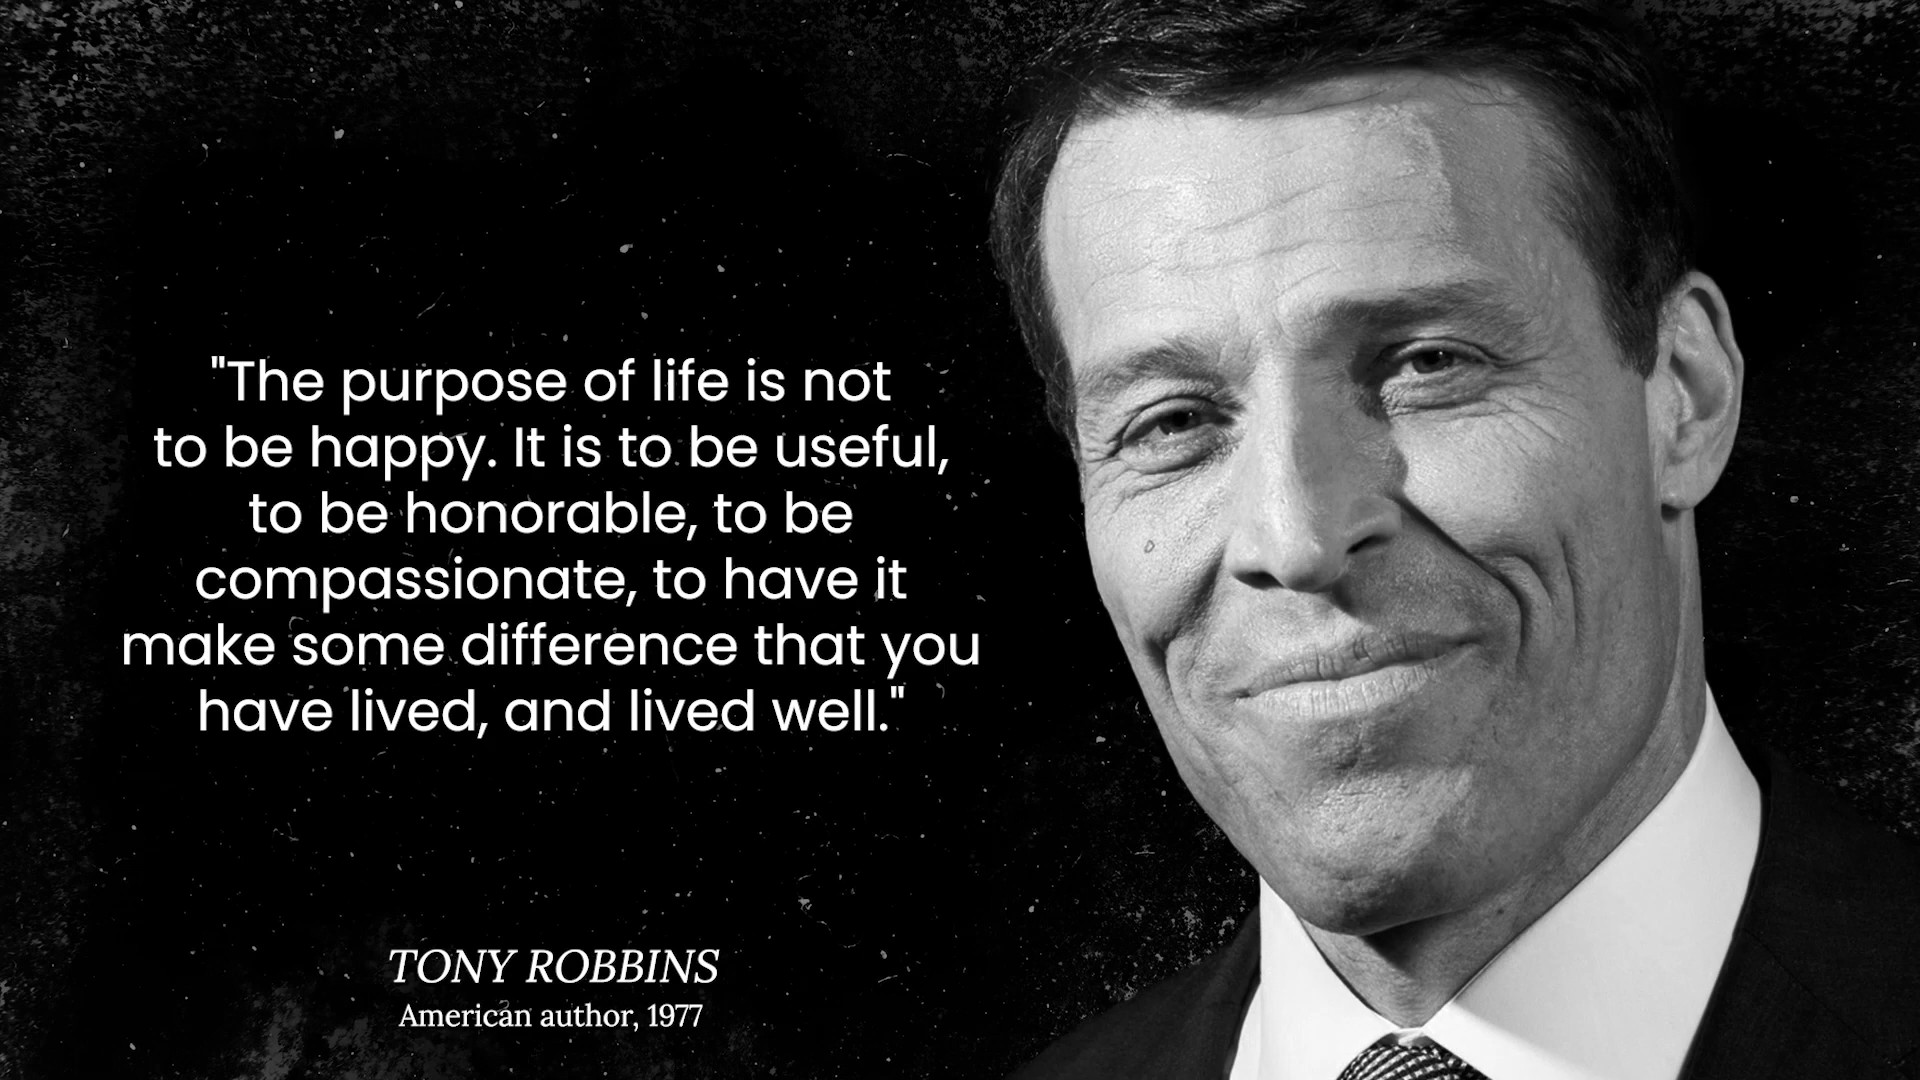 "The purpose of life is not
to be happy. It is to be useful,
to be honorable, to be
compassionate, to have it
make some difference that you
have lived, and lived well."
TONY ROBBINS
American author, 1977